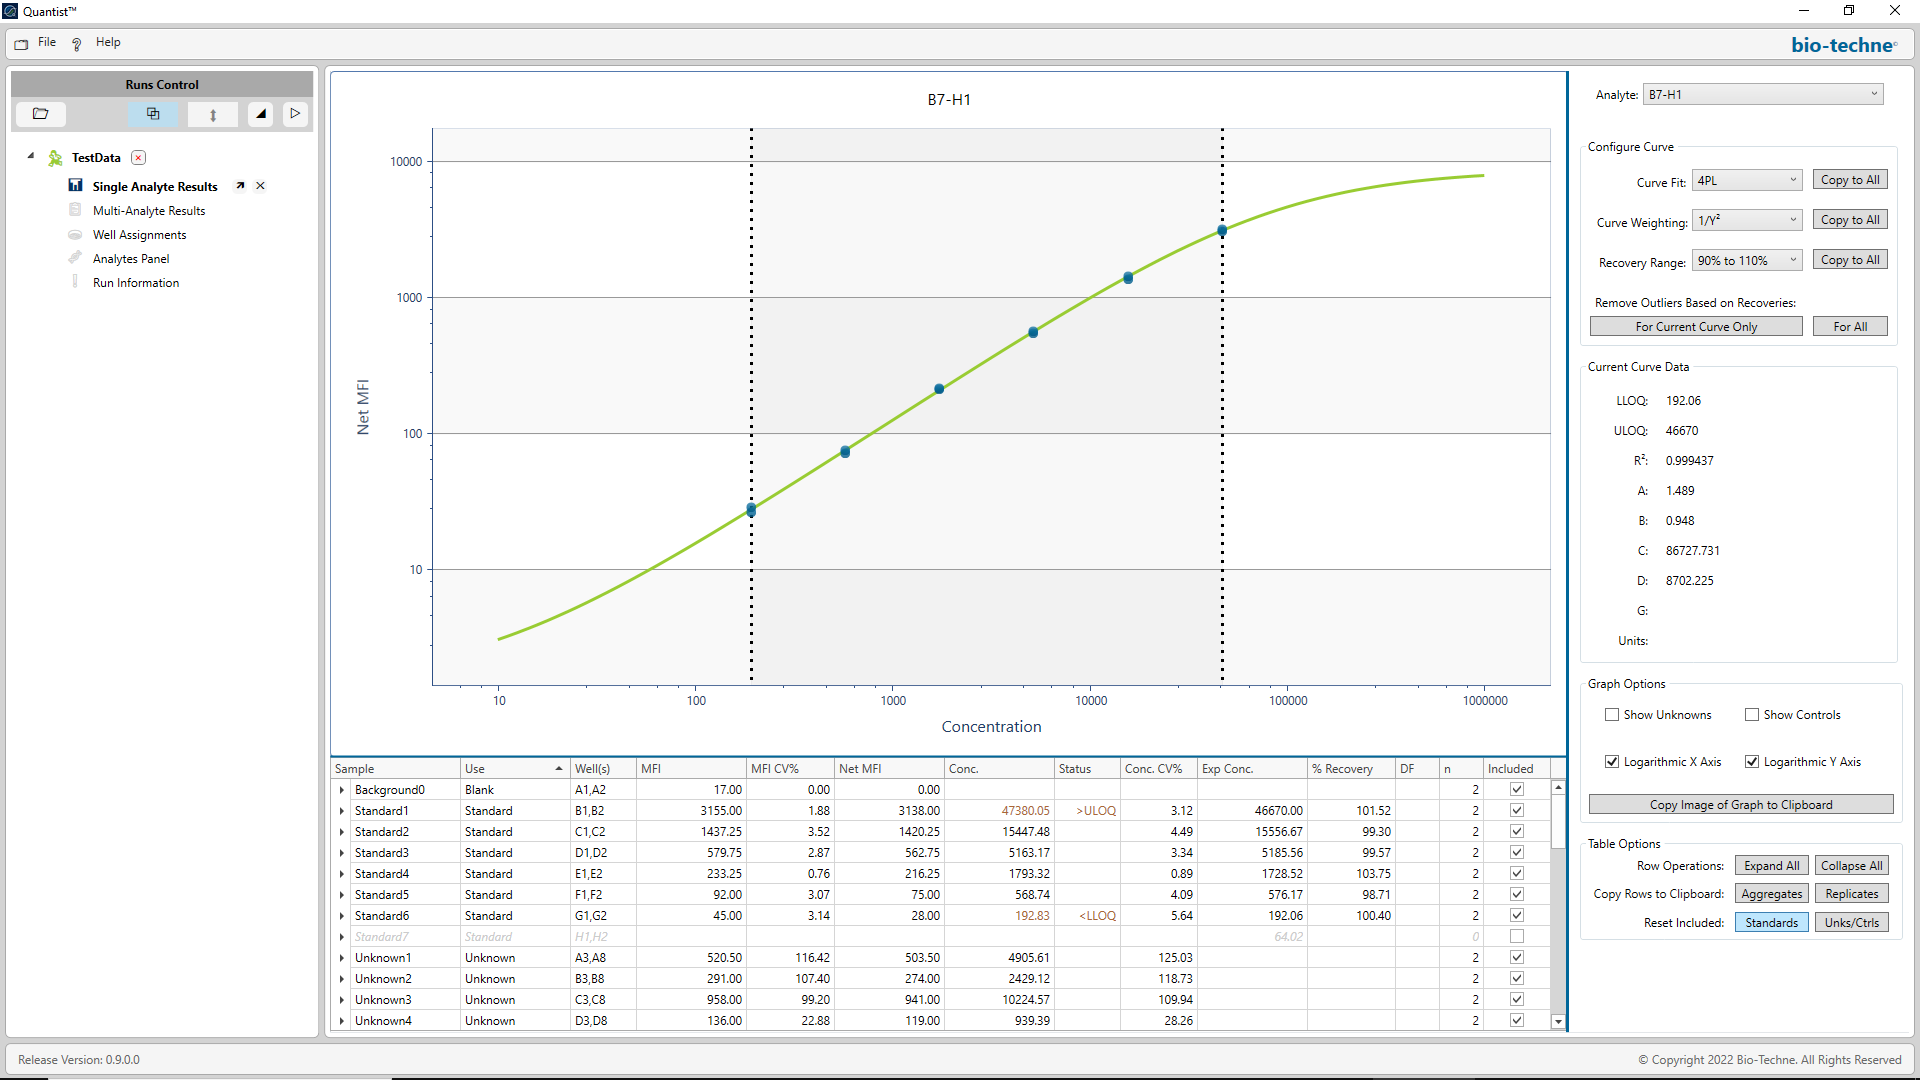 Quantist™
File Help
bio-techne®
Runs Control
TestData
Single Analyte Results
Multi-Analyte Results
Well Assignments
Analytes Panel
Run Information
B7-H1
Net MFI
10000
1000
100
10
10 100 1000 10000 100000 1000000
Concentration
Sample Use Well(s) MFI MFI CV% Net MFI Conc. Status Conc. CV% Exp Conc. % Recovery DF n Included
Background0 Blank A1,A2 17.00 0.00 0.00 2
Standard1 Standard B1,B2 3155.00 1.88 3138.00 47380.05 >ULOQ 3.12 46670.00 101.52 2
Standard2 Standard C1,C2 1437.25 3.52 1420.25 15447.48 4.49 15556.67 99.30 2
Standard3 Standard D1,D2 579.75 2.87 562.75 5163.17 3.34 5185.56 99.57 2
Standard4 Standard E1,E2 233.25 0.76 216.25 1793.32 0.89 1728.52 103.75 2
Standard5 Standard F1,F2 92.00 3.07 75.00 568.74 4.09 576.17 98.71 2
Standard6 Standard G1,G2 45.00 3.14 28.00 192.83 <LLOQ 5.64 192.06 100.40 2
Standard7 Standard H1,H2 64.02 0
Unknown1 Unknown A3,A8 520.50 116.42 503.50 4905.61 125.03 2
Unknown2 Unknown B3,B8 291.00 107.40 274.00 2429.12 118.73 2
Unknown3 Unknown C3,C8 958.00 99.20 941.00 10224.57 109.94 2
Unknown4 Unknown D3,D8 136.00 22.88 119.00 939.39 28.26 2
Analyte: B7-H1
Configure Curve
Curve Fit: 4PL Copy to All
Curve Weighting: 1/Y² Copy to All
Recovery Range: 90% to 110% Copy to All
Remove Outliers Based on Recoveries:
For Current Curve Only For All
Current Curve Data
LLOQ: 192.06
ULOQ: 46670
R²: 0.999437
A: 1.489
B: 0.948
C: 86727.731
D: 8702.225
G:
Units:
Graph Options
Show Unknowns Show Controls
Logarithmic X Axis Logarithmic Y Axis
Copy Image of Graph to Clipboard
Table Options
Row Operations: Expand All Collapse All
Copy Rows to Clipboard: Aggregates Replicates
Reset Included: Standards Unks/Ctrls
Release Version: 0.9.0.0
© Copyright 2022 Bio-Techne. All Rights Reserved